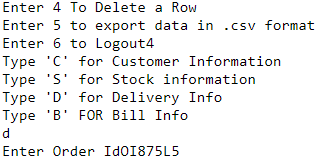 Enter 4 To Delete a Row
Enter 5 to export data in .csv format
Enter 6 to Logout4
Type 'C' for Customer Information
Type 'S' for Stock information
Type 'D' for Delivery Info
Type 'B' FOR Bill Info
d
Enter Order IdOI875L5